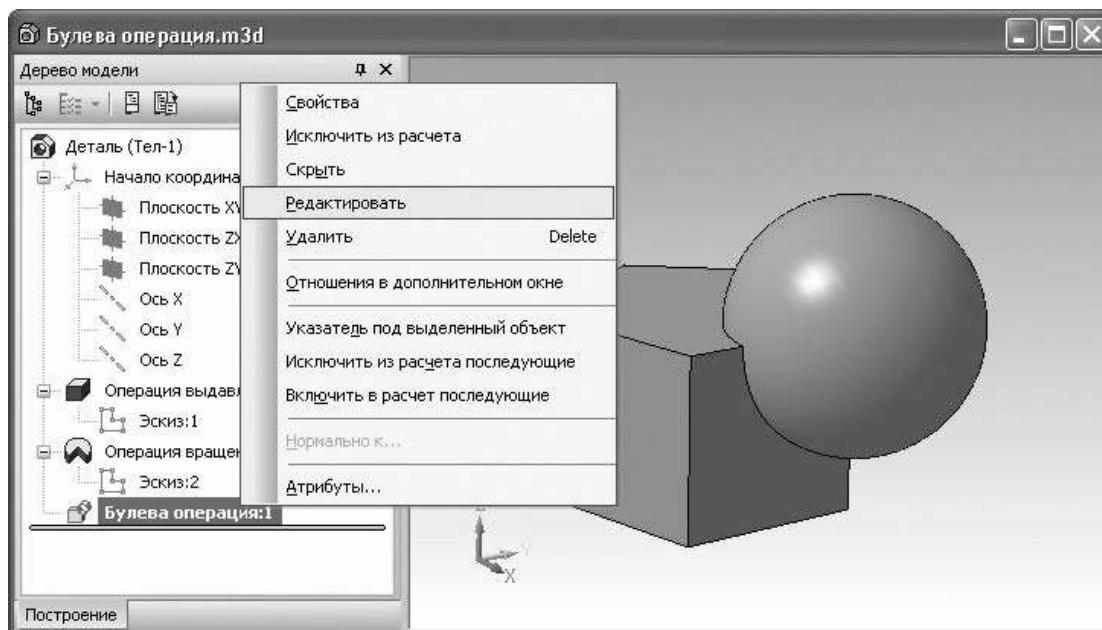 Булева операция.m3d
Дерево модели
Деталь (Тел-1)
Начало координа
Плоскость XY
Плоскость ZX
Плоскость ZY
Ось X
Ось Y
Ось Z
Операция выдавл
Эскиз:1
Операция вращен
Эскиз:2
Булева операция:1
Построение
Свойства
Исключить из расчета
Скрыть
Редактировать
Удалить Delete
Отношения в дополнительном окне
Указатель под выделенный объект
Исключить из расчета последующие
Включить в расчет последующие
Нормально к...
Атрибуты...
Z
Y
X